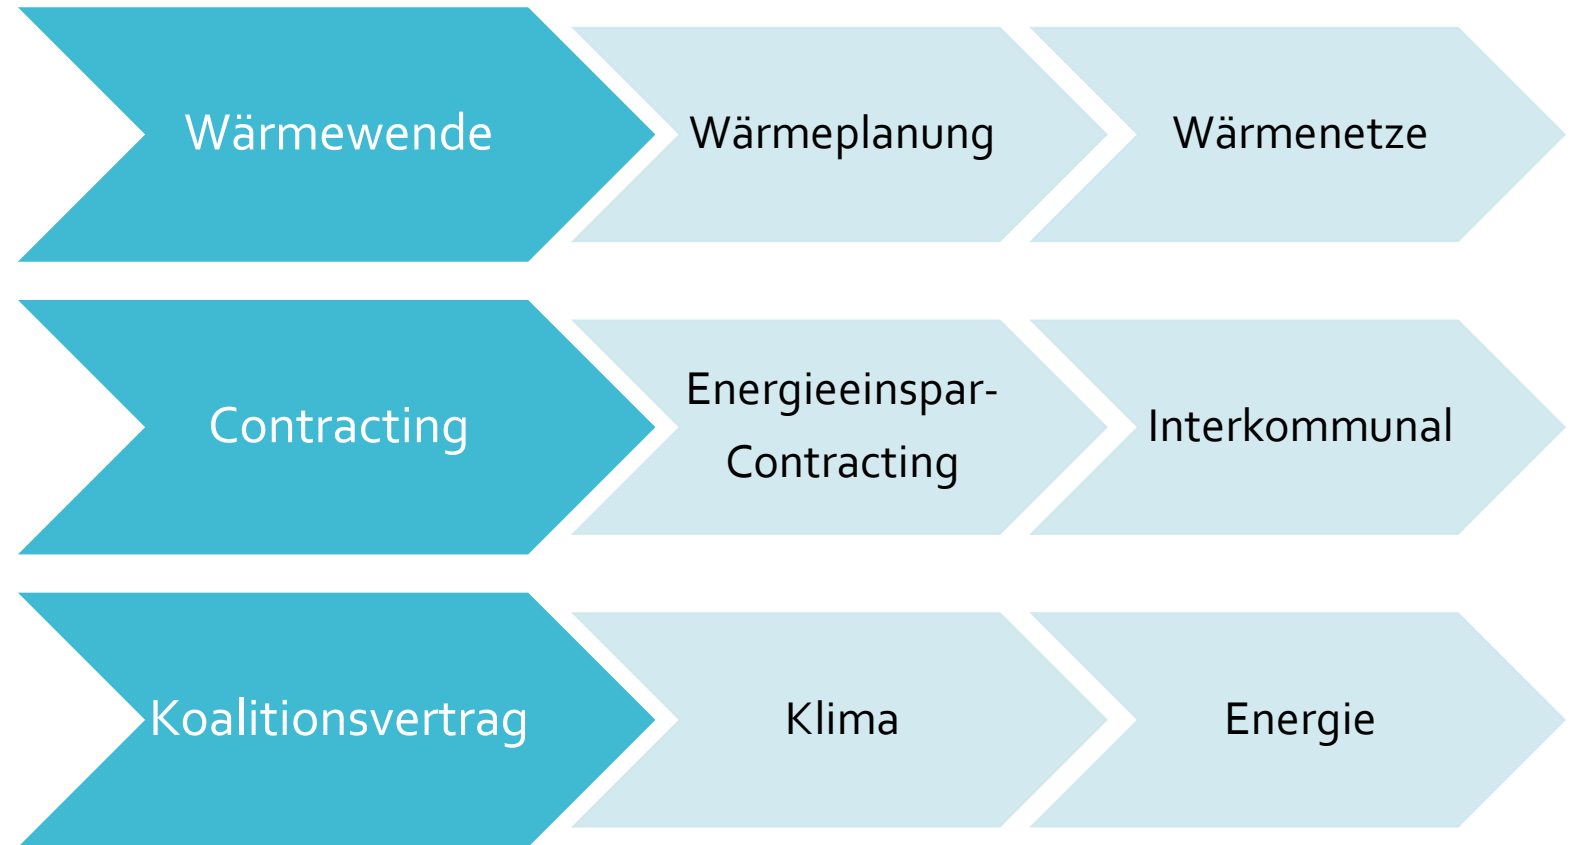 Wärmewende
Wärmeplanung
Wärmenetze
Contracting
Energieeinspar-
Contracting
Interkommunal
Koalitionsvertrag
Klima
Energie